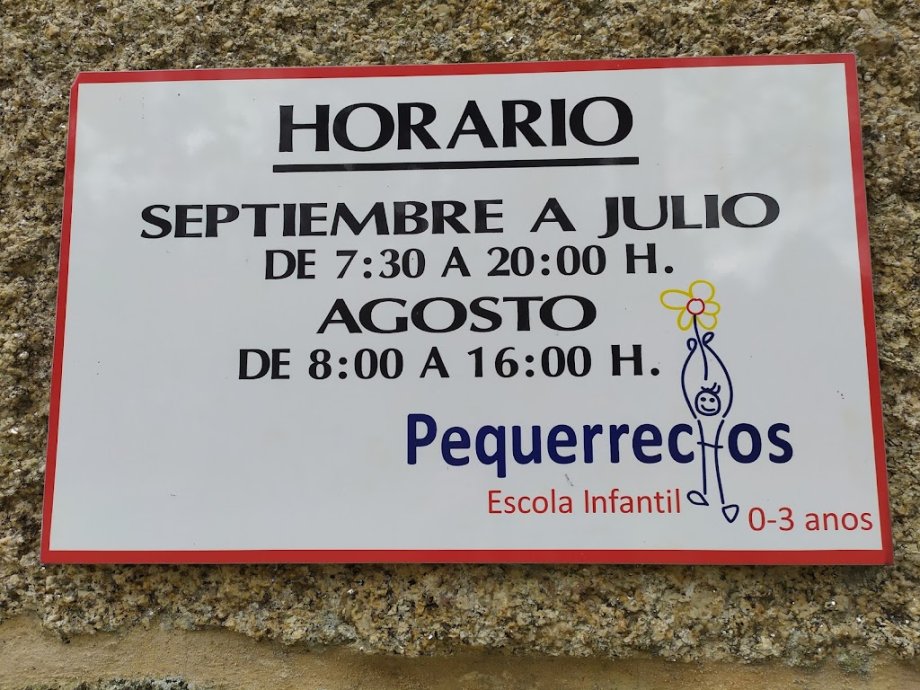 HORARIO
SEPTIEMBRE A JULIO
DE 7:30 A 20:00 H.
AGOSTO
DE 8:00 A 16:00 H.
Pequerrechos
Escola Infantil
0-3 anos